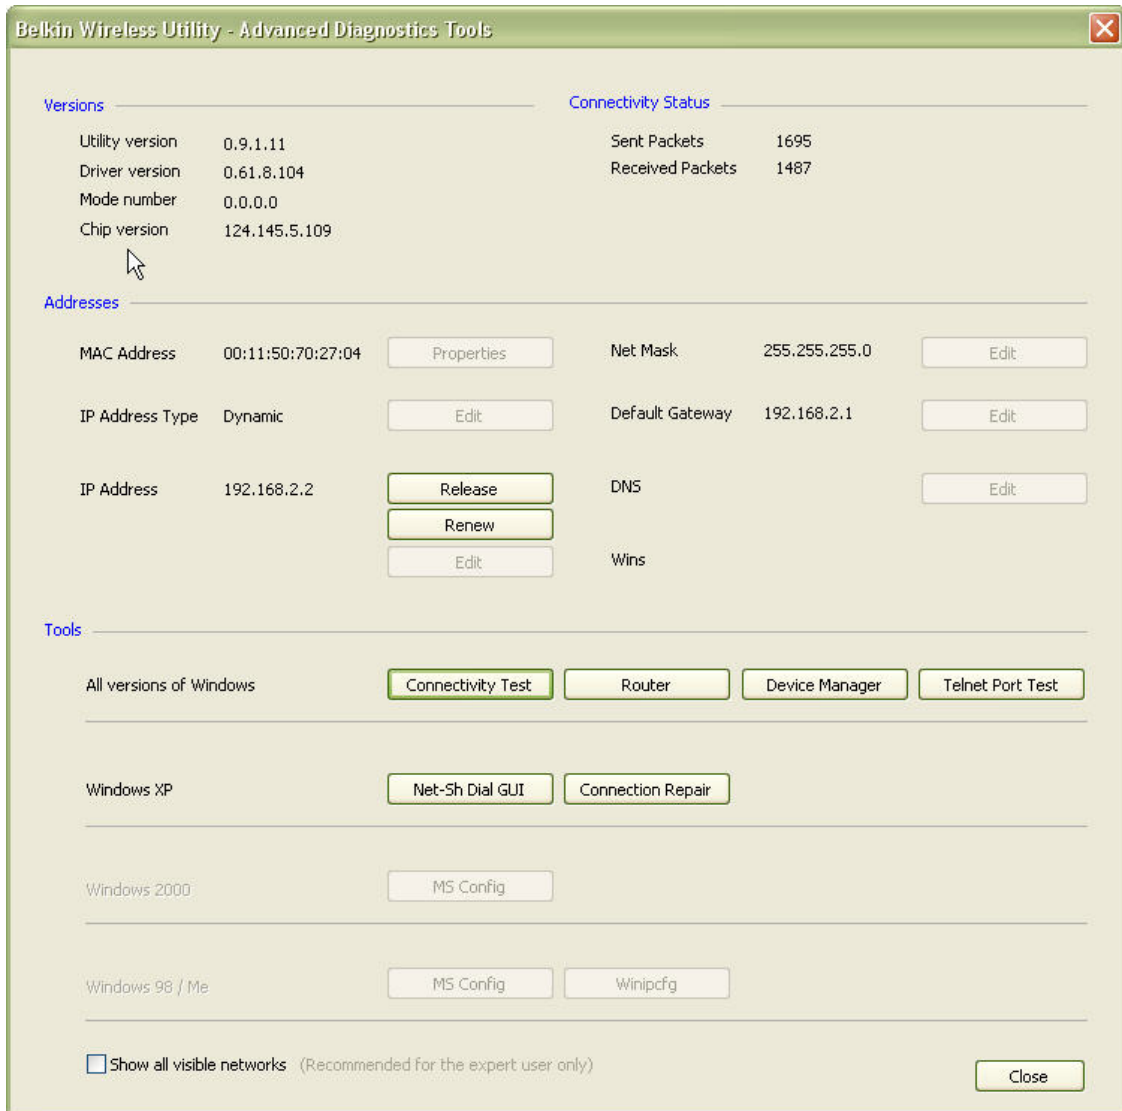 Belkin Wireless Utility - Advanced Diagnostics Tools
Versions
Utility version 0.9.1.11
Driver version 0.61.8.104
Mode number 0.0.0.0
Chip version 124.145.5.109
Connectivity Status
Sent Packets 1695
Received Packets 1487
Addresses
MAC Address 00:11:50:70:27:04 Properties
Net Mask 255.255.255.0 Edit
IP Address Type Dynamic Edit
Default Gateway 192.168.2.1 Edit
IP Address 192.168.2.2 Release
DNS Edit
Renew
Edit
Wins
Tools
All versions of Windows Connectivity Test Router Device Manager Telnet Port Test
Windows XP Net-Sh Dial GUI Connection Repair
Windows 2000 MS Config
Windows 98 / Me MS Config Winipcfg
Show all visible networks (Recommended for the expert user only)
Close